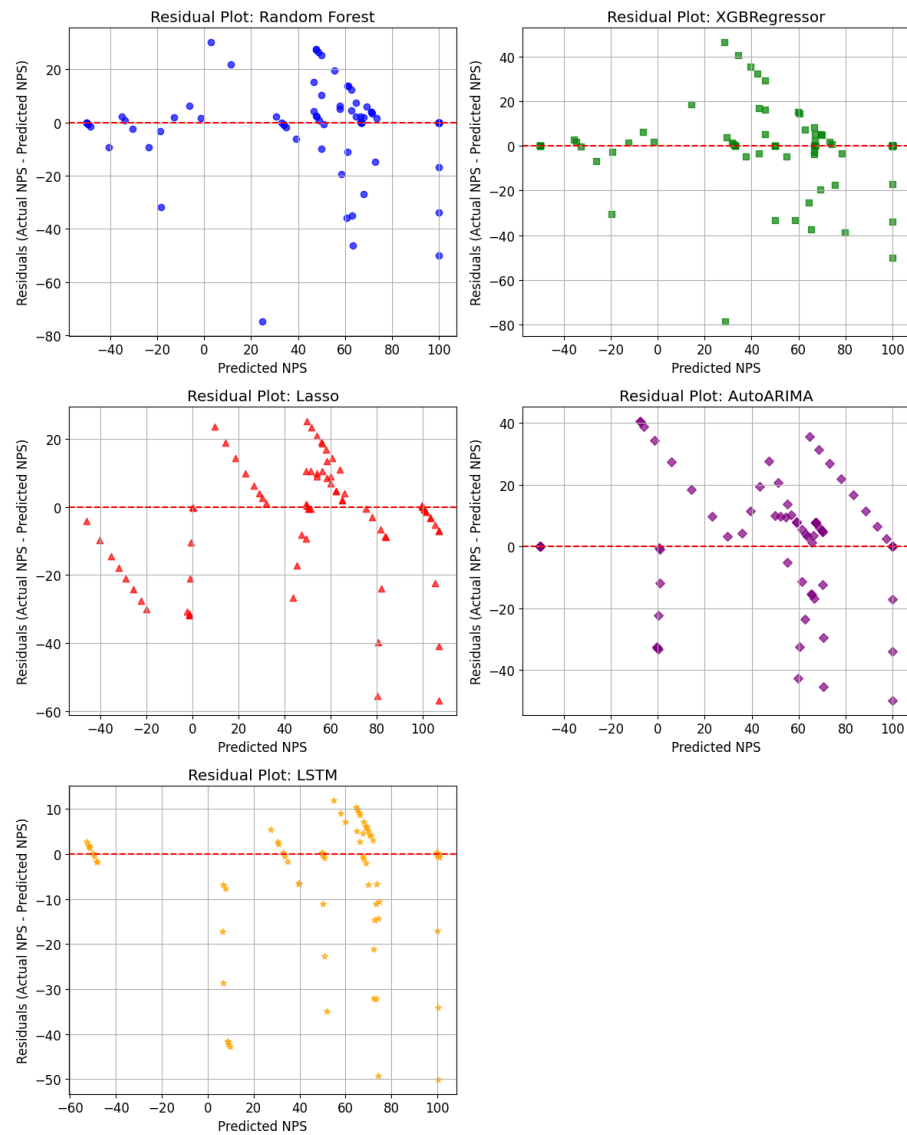 Residual Plot: Random Forest
Residuals (Actual NPS - Predicted NPS)
20
0
−20
−40
−60
−80
−40 −20 0 20 40 60 80 100
Predicted NPS
Residual Plot: XGBRegressor
Residuals (Actual NPS - Predicted NPS)
40
20
0
−20
−40
−60
−80
−40 −20 0 20 40 60 80 100
Predicted NPS
Residual Plot: Lasso
Residuals (Actual NPS - Predicted NPS)
20
0
−20
−40
−60
−40 −20 0 20 40 60 80 100
Predicted NPS
Residual Plot: AutoARIMA
Residuals (Actual NPS - Predicted NPS)
40
20
0
−20
−40
−40 −20 0 20 40 60 80 100
Predicted NPS
Residual Plot: LSTM
Residuals (Actual NPS - Predicted NPS)
10
0
−10
−20
−30
−40
−50
−60 −40 −20 0 20 40 60 80 100
Predicted NPS